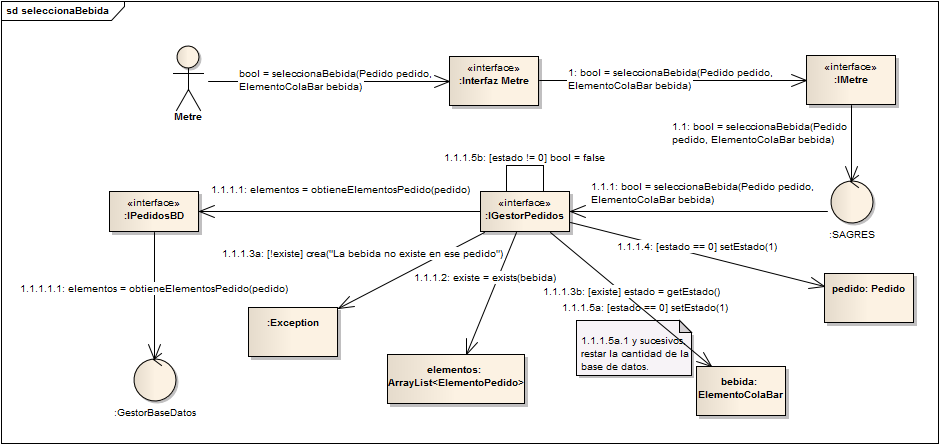 sd seleccionaBebida
Metre
bool = seleccionaBebida(Pedido pedido,
ElementoColaBar bebida)
«interface»
:Interfaz Metre
1: bool = seleccionaBebida(Pedido pedido,
ElementoColaBar bebida)
«interface»
:IMetre
1.1: bool = seleccionaBebida(Pedido
pedido, ElementoColaBar bebida)
1.1.1.5b: [estado != 0] bool = false
1.1.1.1: elementos = obtieneElementosPedido(pedido)
1.1.1: bool = seleccionaBebida(Pedido pedido,
ElementoColaBar bebida)
«interface»
:IPedidosBD
«interface»
:IGestorPedidos
:SAGRES
1.1.1.3a: [!existe] crea("La bebida no existe en ese pedido")
1.1.1.4: [estado == 0] setEstado(1)
1.1.1.2: existe = exists(bebida)
1.1.1.1.1: elementos = obtieneElementosPedido(pedido)
1.1.1.3b: [existe] estado = getEstado()
pedido: Pedido
1.1.1.5a: [estado == 0] setEstado(1)
:Exception
1.1.1.5a.1 y sucesivos
restar la cantidad de la
base de datos.
elementos:
ArrayList<ElementoPedido>
bebida:
ElementoColaBar
:GestorBaseDatos